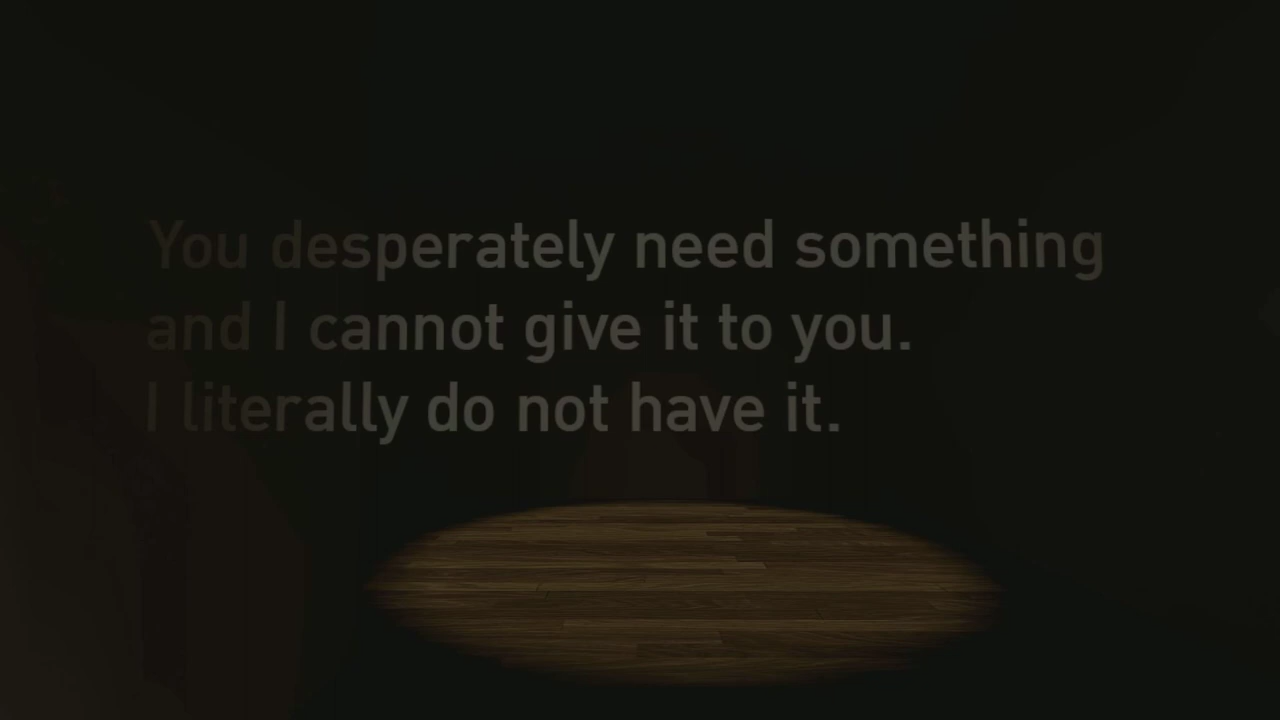 You desperately need something
and I cannot give it to you.
I literally do not have it.